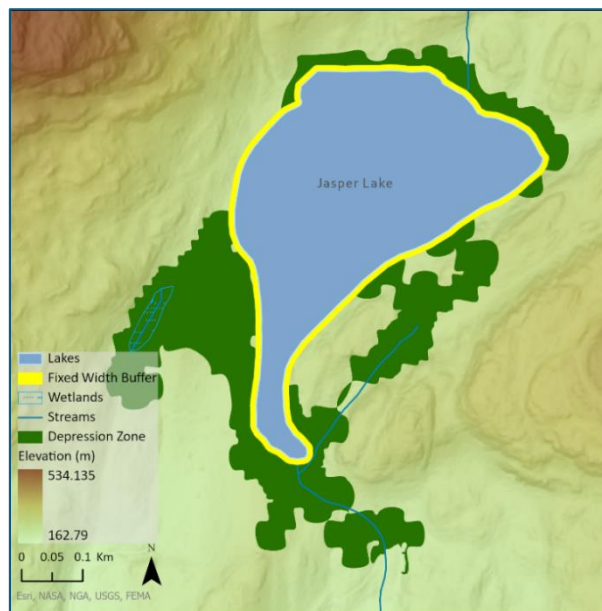 Jasper Lake
Lakes
Fixed Width Buffer
Wetlands
Streams
Depression Zone
Elevation (m)
534.135
162.79
0 0.05 0.1 Km
N
Esri, NASA, NGA, USGS, FEMA